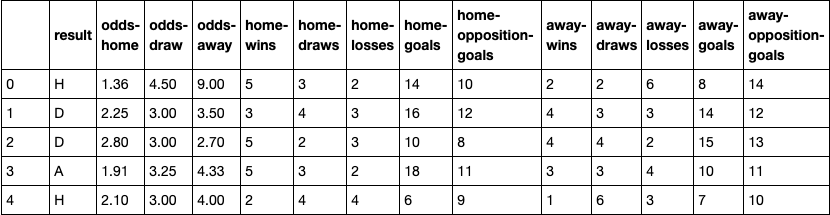 result odds-home odds-draw odds-away home-wins home-draws home-losses home-goals home-opposition-goals away-wins away-draws away-losses away-goals away-opposition-goals
0 H 1.36 4.50 9.00 5 3 2 14 10 2 2 6 8 14
1 D 2.25 3.00 3.50 3 4 3 16 12 4 3 3 14 12
2 D 2.80 3.00 2.70 5 2 3 10 8 4 4 2 15 13
3 A 1.91 3.25 4.33 5 3 2 18 11 3 3 4 10 11
4 H 2.10 3.00 4.00 2 4 4 6 9 1 6 3 7 10